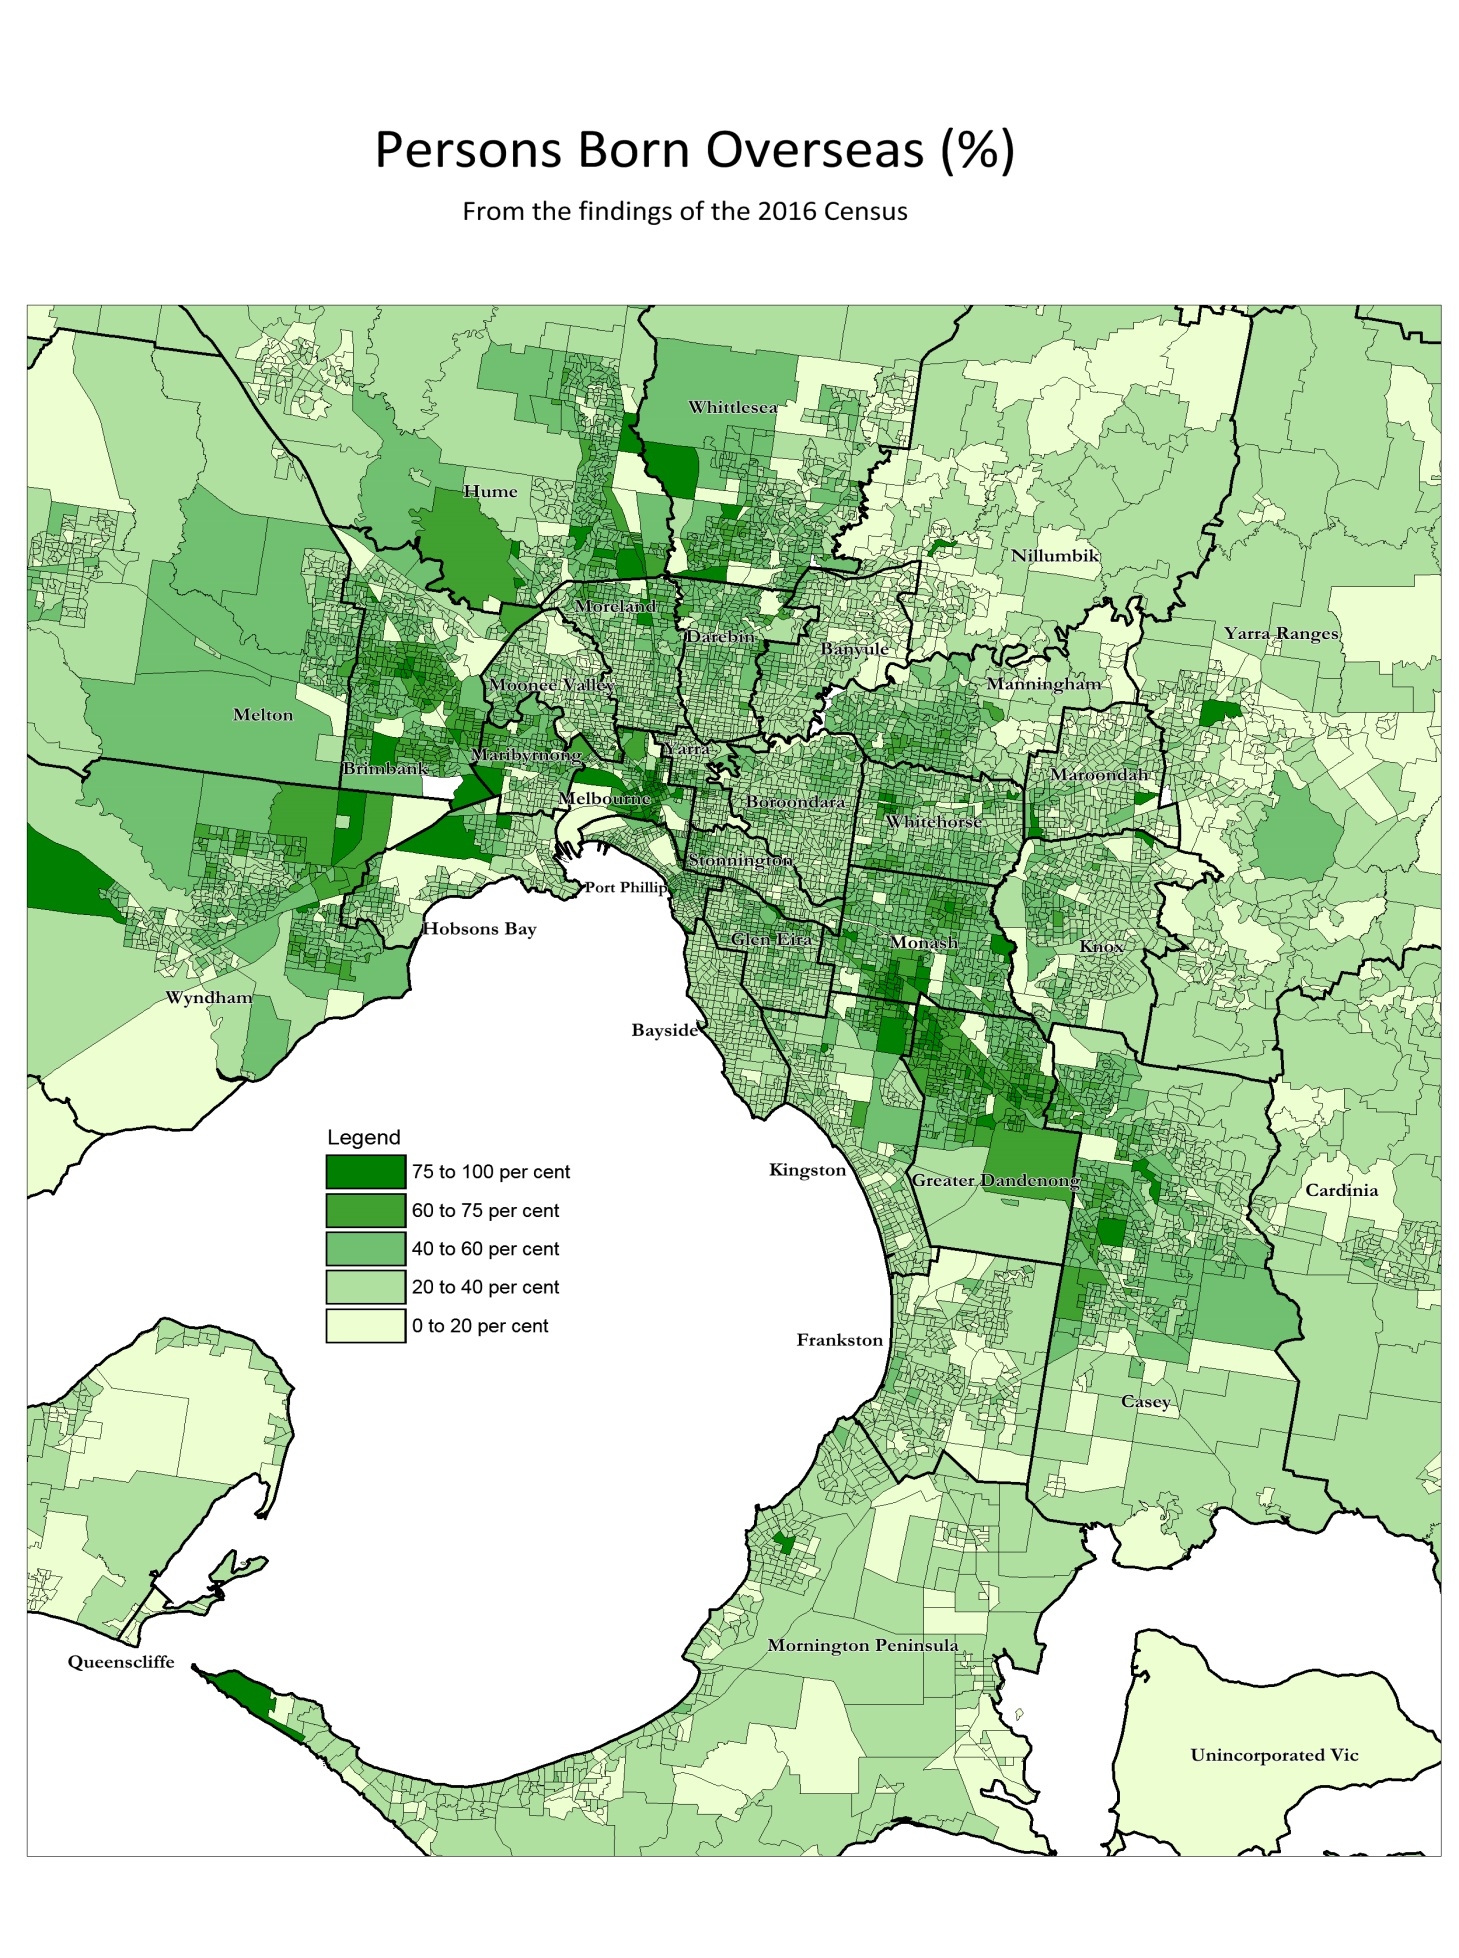 Persons Born Overseas (%)
From the findings of the 2016 Census
Whittlesea
Hume
Nillumbik
Moreland
Darebin
Yarra Ranges
Banyule
Moonee Valley
Manningham
Melton
Maribyrnong
Yarra
Brimbank
Maroondah
Melbourne
Boroondara
Whitehorse
Stonnington
Port Phillip
Hobsons Bay
Glen Eira
Monash
Knox
Wyndham
Bayside
Legend
75 to 100 per cent
60 to 75 per cent
40 to 60 per cent
20 to 40 per cent
0 to 20 per cent
Kingston
Greater Dandenong
Cardinia
Frankston
Casey
Mornington Peninsula
Queenscliffe
Unincorporated Vic